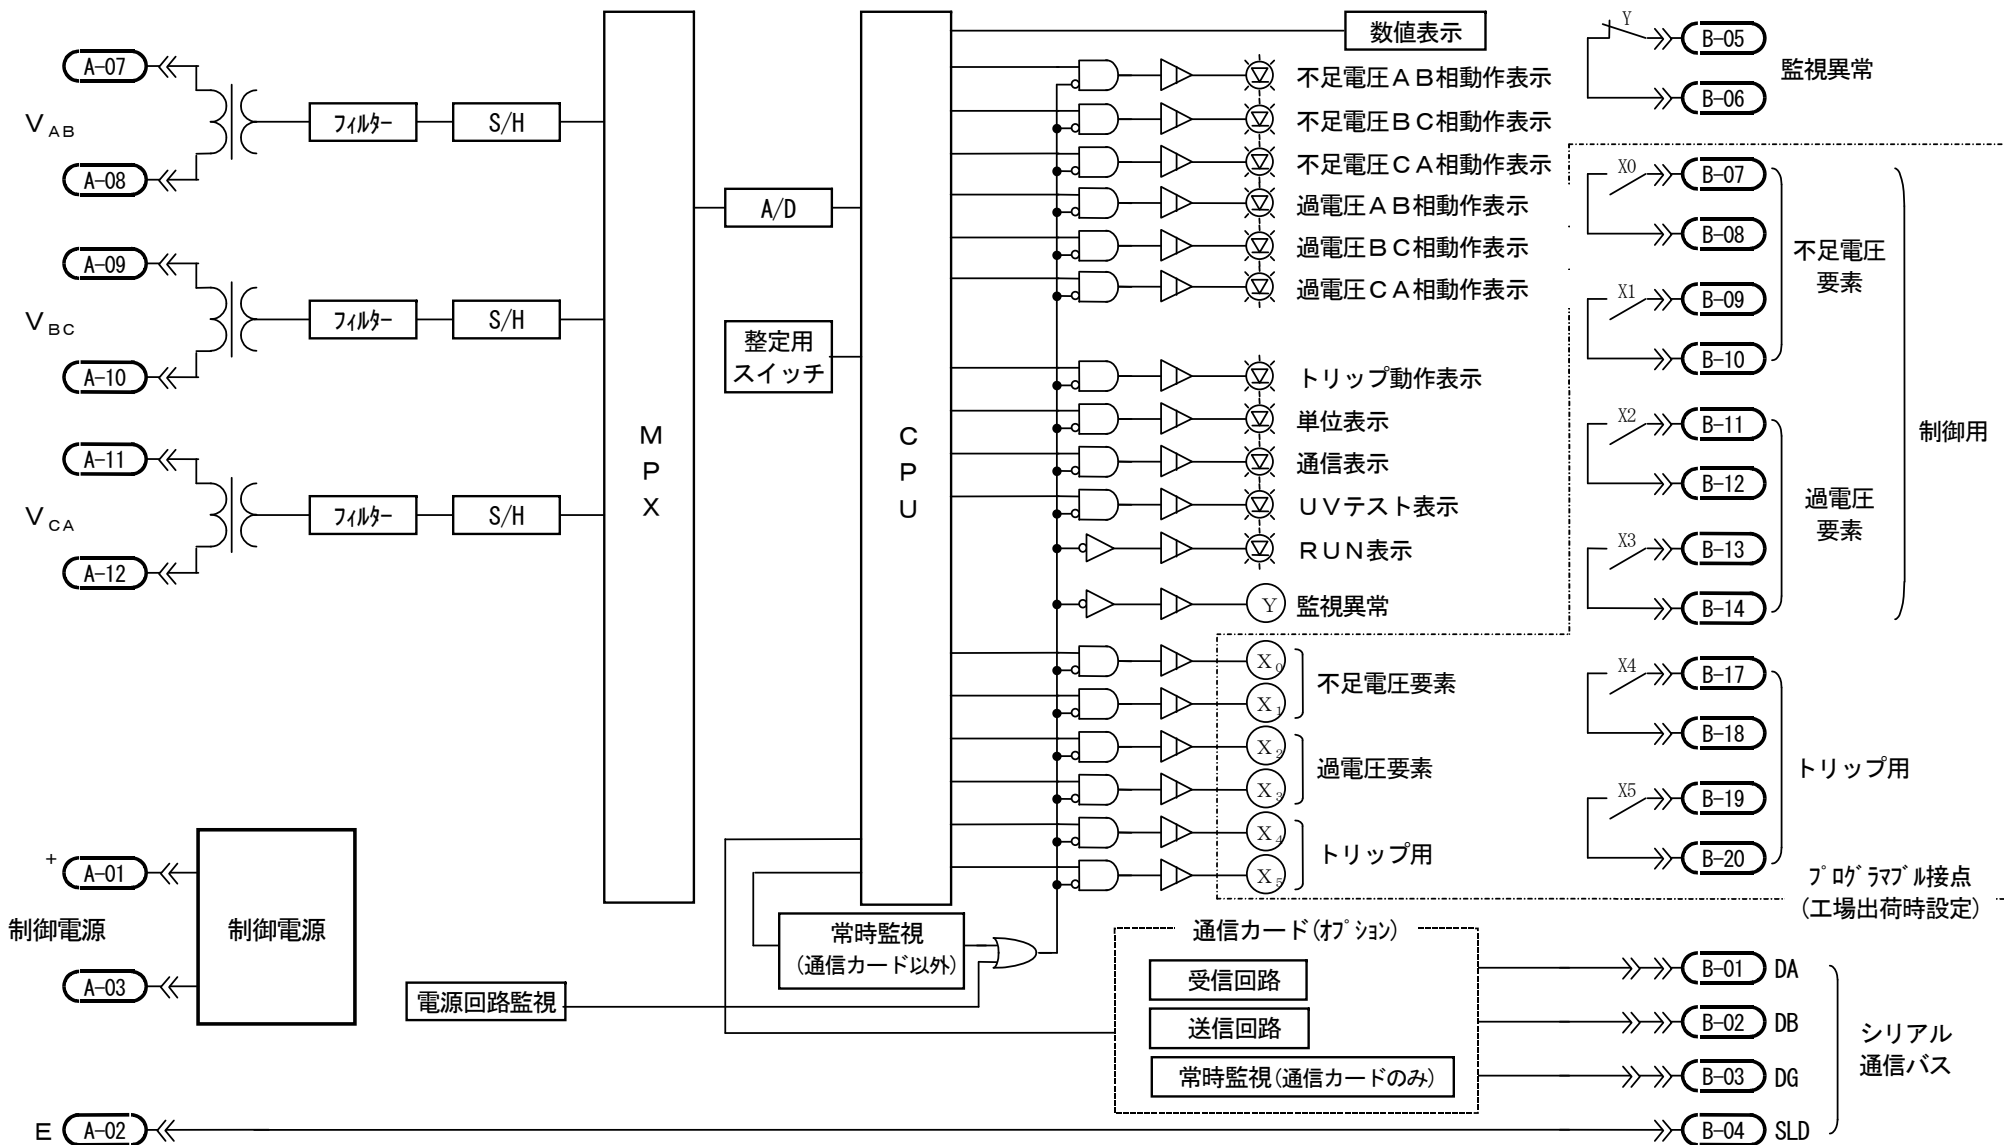 A-07
V AB
A-08
フィルター
S/H
A-09
V BC
A-10
フィルター
S/H
A-11
V CA
A-12
フィルター
S/H
MPX
A/D
整定用
スイッチ
CPU
数値表示
不足電圧AB相動作表示
不足電圧BC相動作表示
不足電圧CA相動作表示
過電圧AB相動作表示
過電圧BC相動作表示
過電圧CA相動作表示
トリップ動作表示
単位表示
通信表示
UVテスト表示
RUN表示
Y
監視異常
X0
X1
不足電圧要素
X2
X3
過電圧要素
X4
X5
トリップ用
Y
B-05
監視異常
B-06
X0
B-07
B-08
不足電圧
要素
X1
B-09
B-10
X2
B-11
B-12
過電圧
要素
X3
B-13
B-14
制御用
X4
B-17
B-18
トリップ用
X5
B-19
B-20
プログラマブル接点
(工場出荷時設定)
+
A-01
制御電源
A-03
制御電源
常時監視
(通信カード以外)
電源回路監視
通信カード(オプション)
受信回路
送信回路
常時監視(通信カードのみ)
B-01 DA
B-02 DB
B-03 DG
B-04 SLD
シリアル
通信バス
E A-02